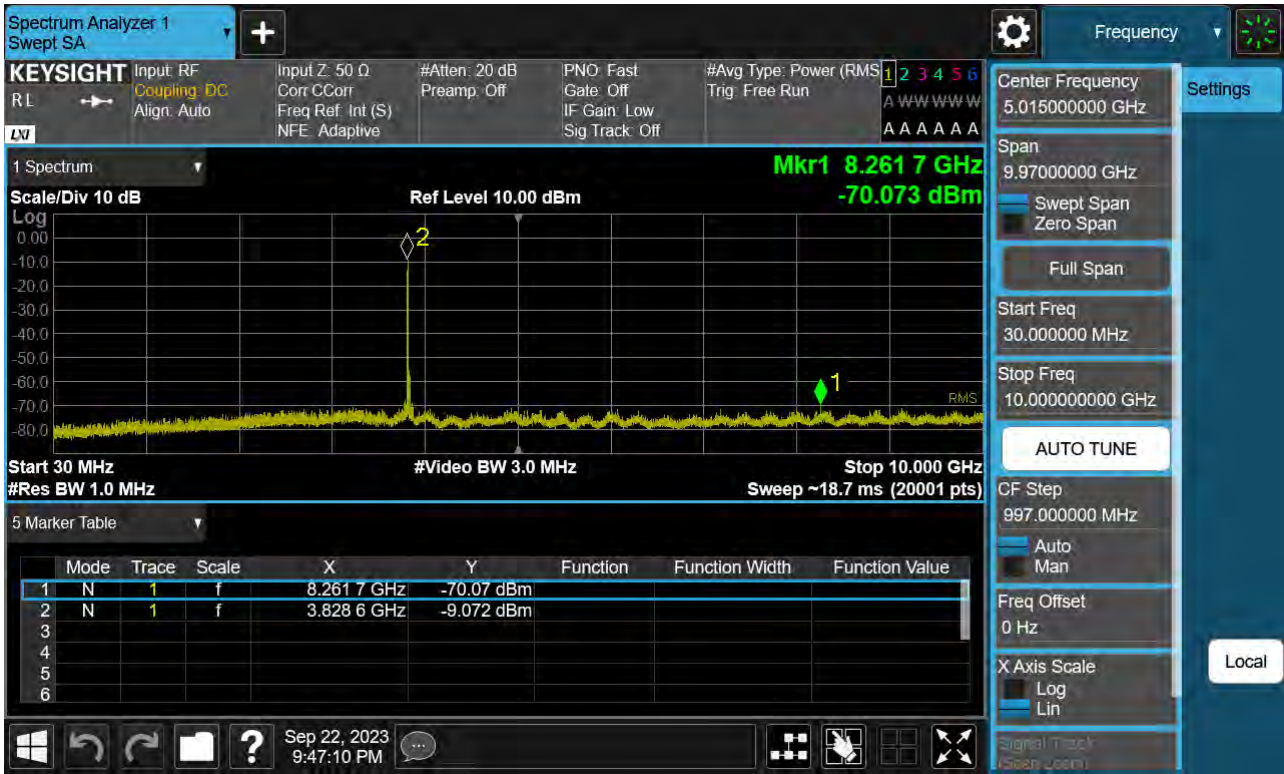 Spectrum Analyzer 1
Swept SA
Frequency
KEYSIGHT
RL
LXI
Input: RF
Coupling: DC
Align: Auto
Input Z: 50 Ω
Corr CCorr
Freq Ref: Int (S)
NFE: Adaptive
#Atten: 20 dB
Preamp: Off
PNO: Fast
Gate: Off
IF Gain: Low
Sig Track: Off
#Avg Type: Power (RMS
Trig: Free Run
1 2 3 4 5 6
A W W W W W
A A A A A A
1 Spectrum
Mkr1 8.261 7 GHz
-70.073 dBm
Scale/Div 10 dB
Ref Level 10.00 dBm
Log
0.00
-10.0
-20.0
-30.0
-40.0
-50.0
-60.0
-70.0
-80.0
2
1
RMS
Start 30 MHz
#Video BW 3.0 MHz
Stop 10.000 GHz
#Res BW 1.0 MHz
Sweep ~18.7 ms (20001 pts)
5 Marker Table
Mode Trace Scale X Y Function Function Width Function Value
1 N 1 f 8.261 7 GHz -70.07 dBm
2 N 1 f 3.828 6 GHz -9.072 dBm
3
4
5
6
Sep 22, 2023
9:47:10 PM
Center Frequency
5.015000000 GHz
Settings
Span
9.97000000 GHz
Swept Span
Zero Span
Full Span
Start Freq
30.000000 MHz
Stop Freq
10.000000000 GHz
AUTO TUNE
CF Step
997.000000 MHz
Auto
Man
Freq Offset
0 Hz
X Axis Scale
Log
Lin
Local
Signal Track
(Span Zoom)